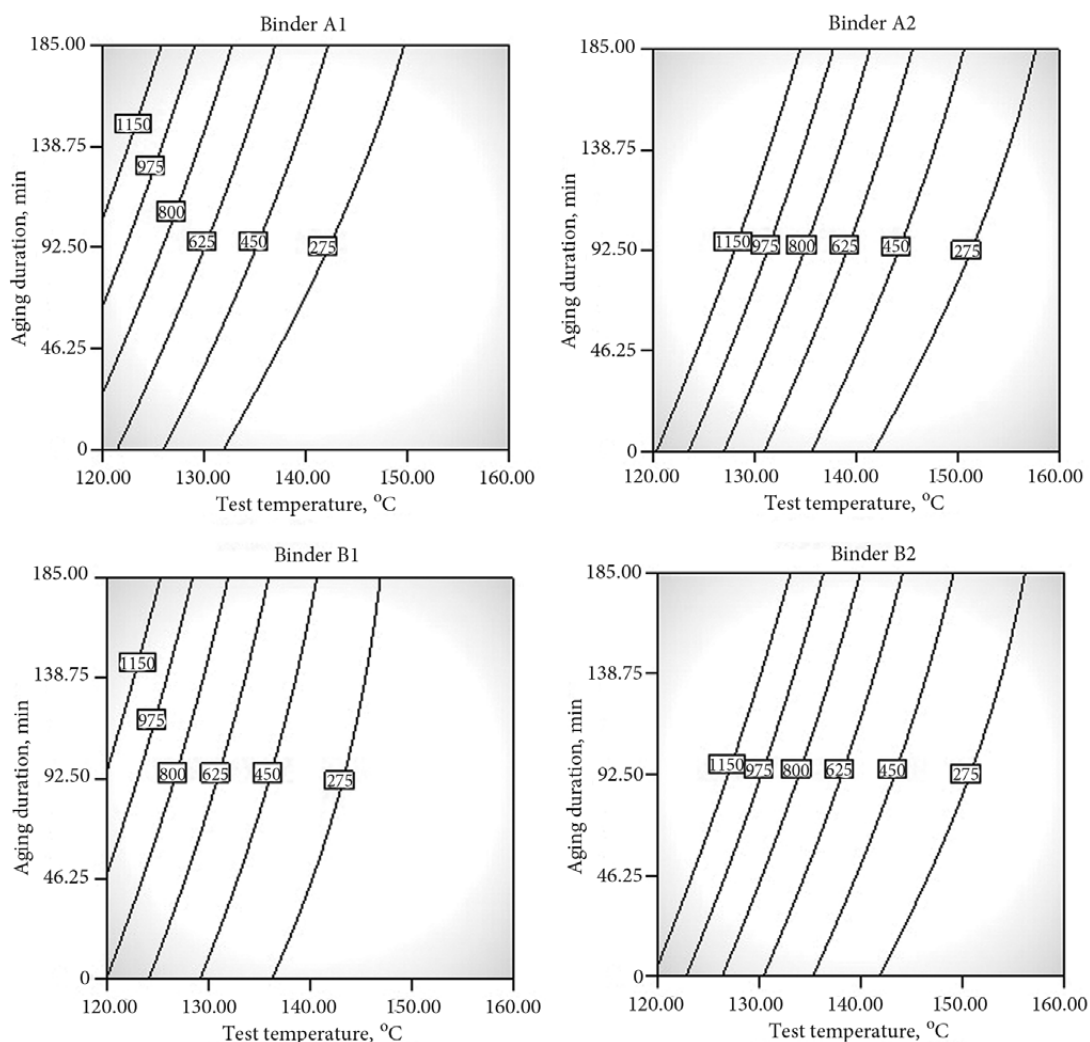 Binder A1
185.00
138.75
92.50
46.25
0
Aging duration, min
1150
975
800
625
450
275
120.00 130.00 140.00 150.00 160.00
Test temperature, °C
Binder A2
185.00
138.75
92.50
46.25
0
Aging duration, min
1150
975
800
625
450
275
120.00 130.00 140.00 150.00 160.00
Test temperature, °C
Binder B1
185.00
138.75
92.50
46.25
0
Aging duration, min
1150
975
800
625
450
275
120.00 130.00 140.00 150.00 160.00
Test temperature, °C
Binder B2
185.00
138.75
92.50
46.25
0
Aging duration, min
1150
975
800
625
450
275
120.00 130.00 140.00 150.00 160.00
Test temperature, °C